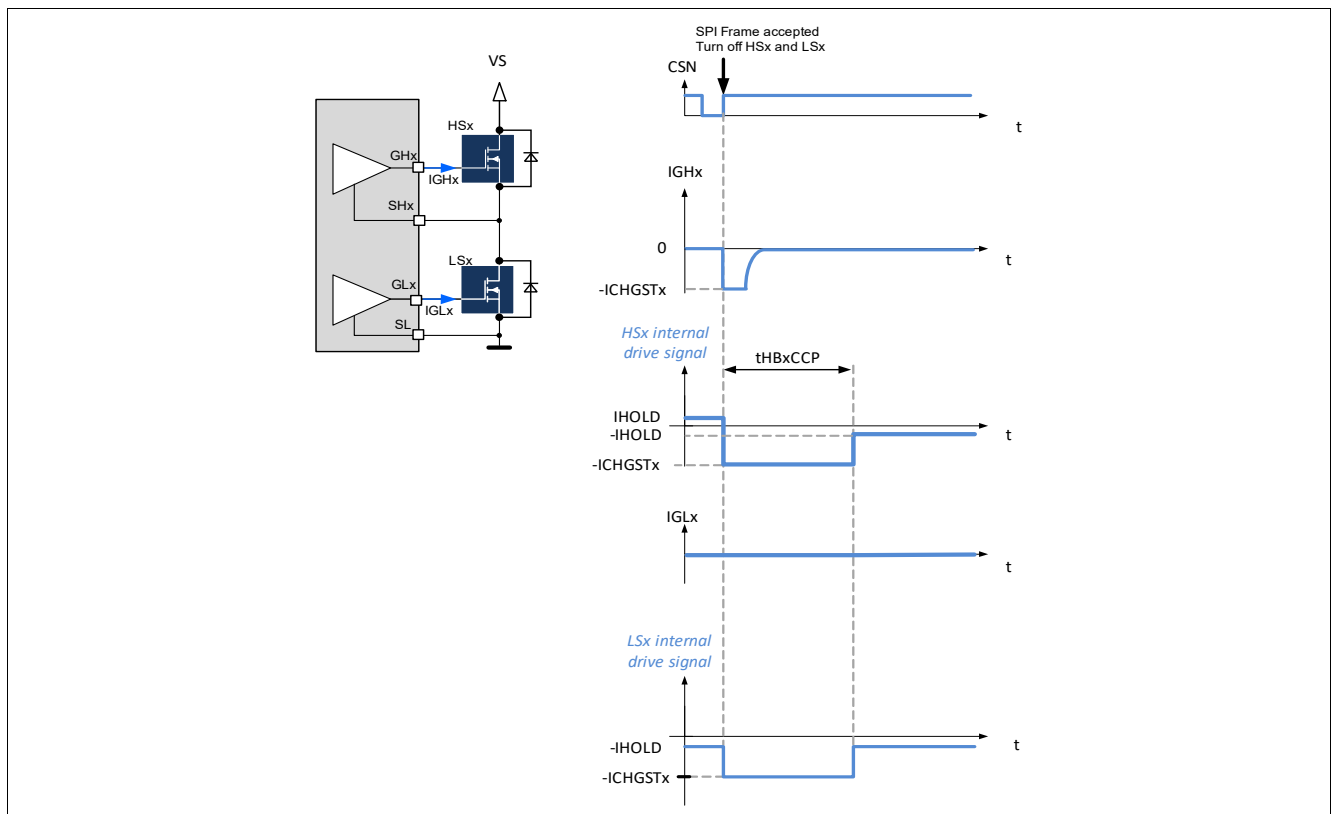 VS
HSx
GHx
IGHx
SHx
LSx
GLx
IGLx
SL
SPI Frame accepted
Turn off HSx and LSx
CSN
t
IGHx
0
t
-ICHGSTx
HSx internal
drive signal
tHBxCCP
IHOLD
-IHOLD
t
-ICHGSTx
IGLx
t
LSx internal
drive signal
-IHOLD
t
-ICHGSTx